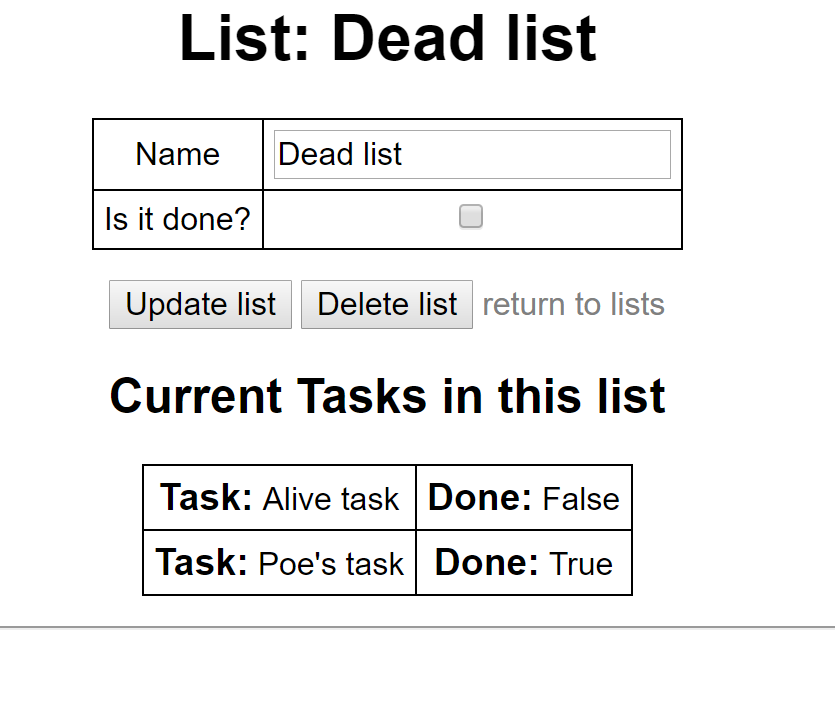 List: Dead list
Name Dead list
Is it done?
Update list Delete list return to lists
Current Tasks in this list
Task: Alive task Done: False
Task: Poe's task Done: True